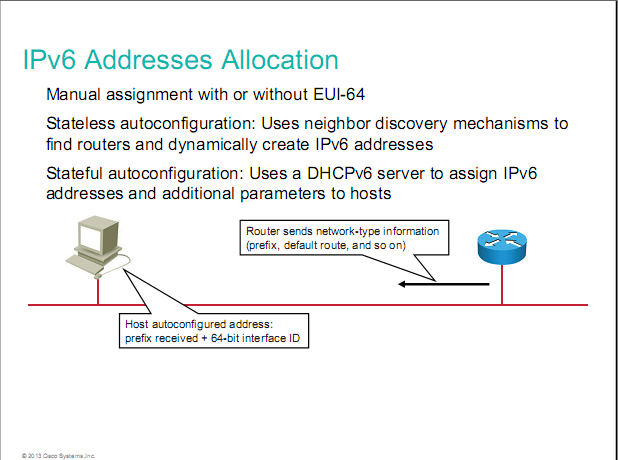 IPv6 Addresses Allocation
Manual assignment with or without EUI-64
Stateless autoconfiguration: Uses neighbor discovery mechanisms to
find routers and dynamically create IPv6 addresses
Stateful autoconfiguration: Uses a DHCPv6 server to assign IPv6
addresses and additional parameters to hosts
Router sends network-type information
(prefix, default route, and so on)
Host autoconfigured address:
prefix received + 64-bit interface ID
© 2013 Cisco Systems, Inc.